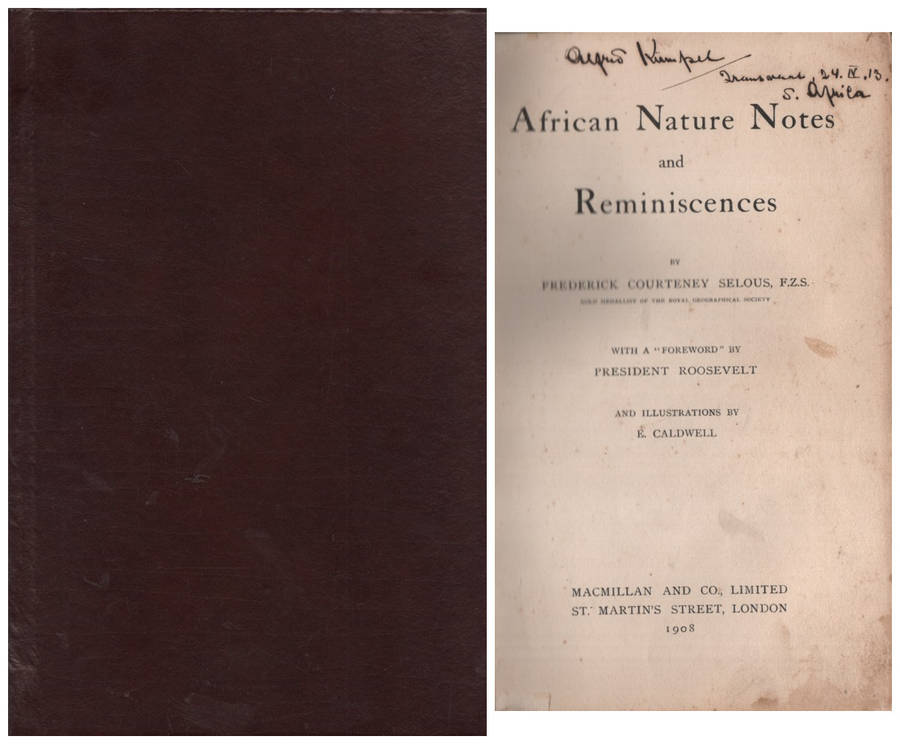 Alfred Kümpel
Transvaal, 24. IV. 13.
S. Africa
African Nature Notes
and
Reminiscences
BY
FREDERICK COURTENEY SELOUS, F.Z.S.
GOLD MEDALLIST OF THE ROYAL GEOGRAPHICAL SOCIETY
WITH A "FOREWORD" BY
PRESIDENT ROOSEVELT
AND ILLUSTRATIONS BY
E. CALDWELL
MACMILLAN AND CO., LIMITED
ST. MARTIN'S STREET, LONDON
1908